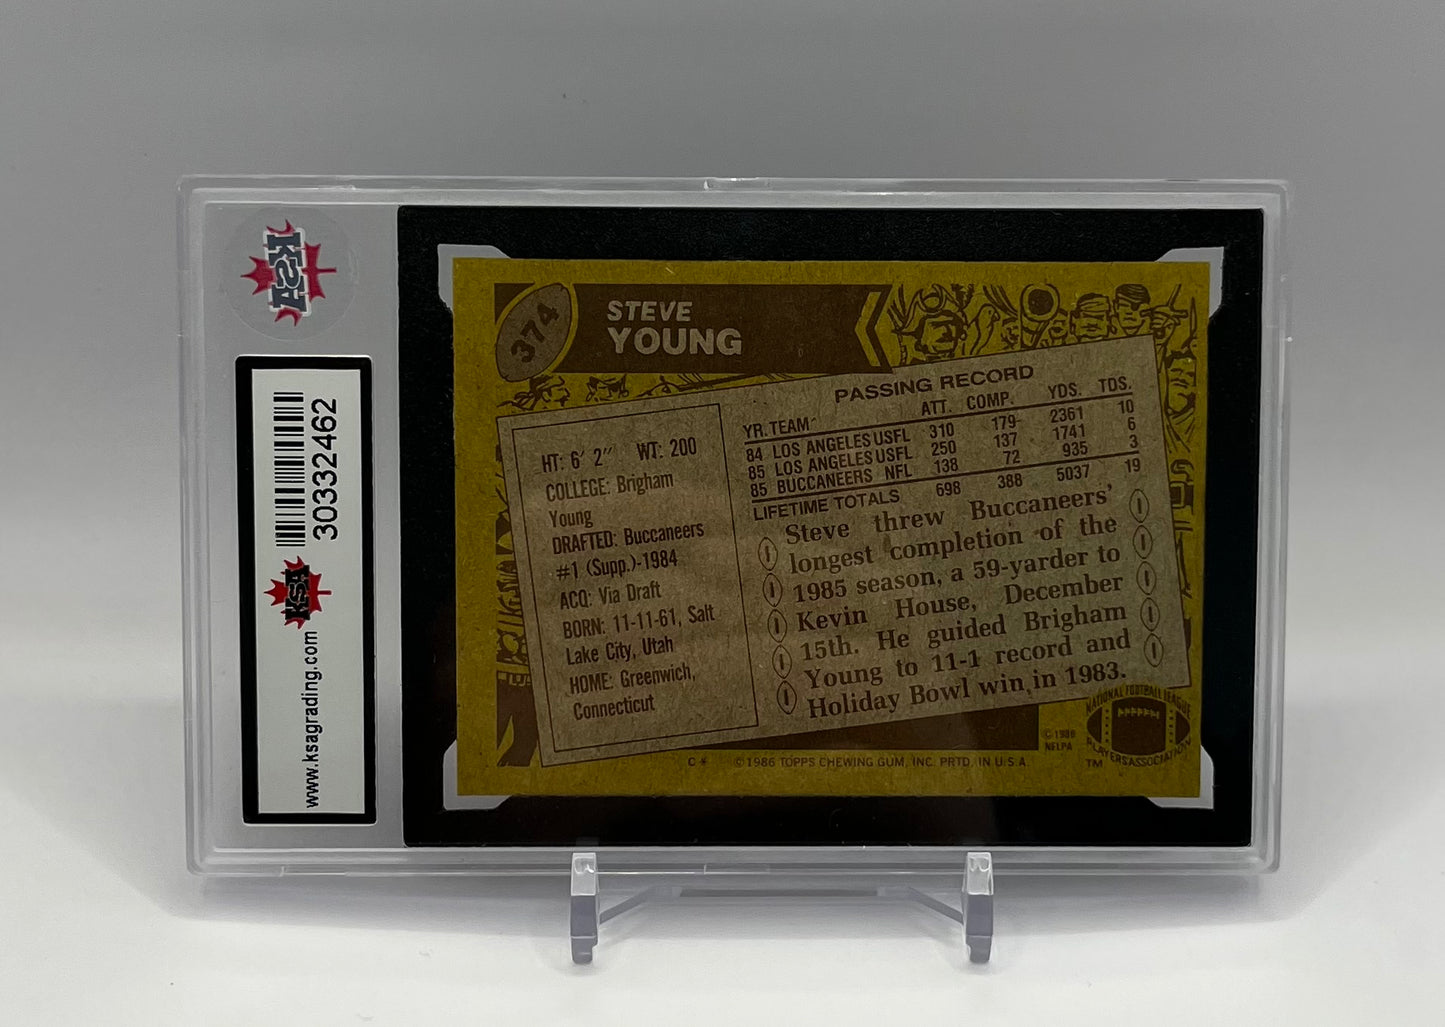 KSA
30332462
KSA
www.ksagrading.com
374
STEVE
YOUNG
HT: 6' 2" WT: 200
COLLEGE: Brigham
Young
DRAFTED: Buccaneers
#1 (Supp.)-1984
ACQ: Via Draft
BORN: 11-11-61, Salt
Lake City, Utah
HOME: Greenwich,
Connecticut
PASSING RECORD
YR. TEAM ATT. COMP. YDS. TDS.
84 LOS ANGELES USFL 310 179 2361 10
85 LOS ANGELES USFL 250 137 1741 6
85 BUCCANEERS NFL 138 72 935 3
LIFETIME TOTALS 698 388 5037 19
Steve threw Buccaneers'
longest completion of the
1985 season, a 59-yarder to
Kevin House, December
15th. He guided Brigham
Young to 11-1 record and
Holiday Bowl win in 1983.
C* © 1986 TOPPS CHEWING GUM, INC. PRTD. IN U.S.A.
© 1986
NFLPA
NATIONAL FOOTBALL LEAGUE
PLAYERS ASSOCIATION
TM